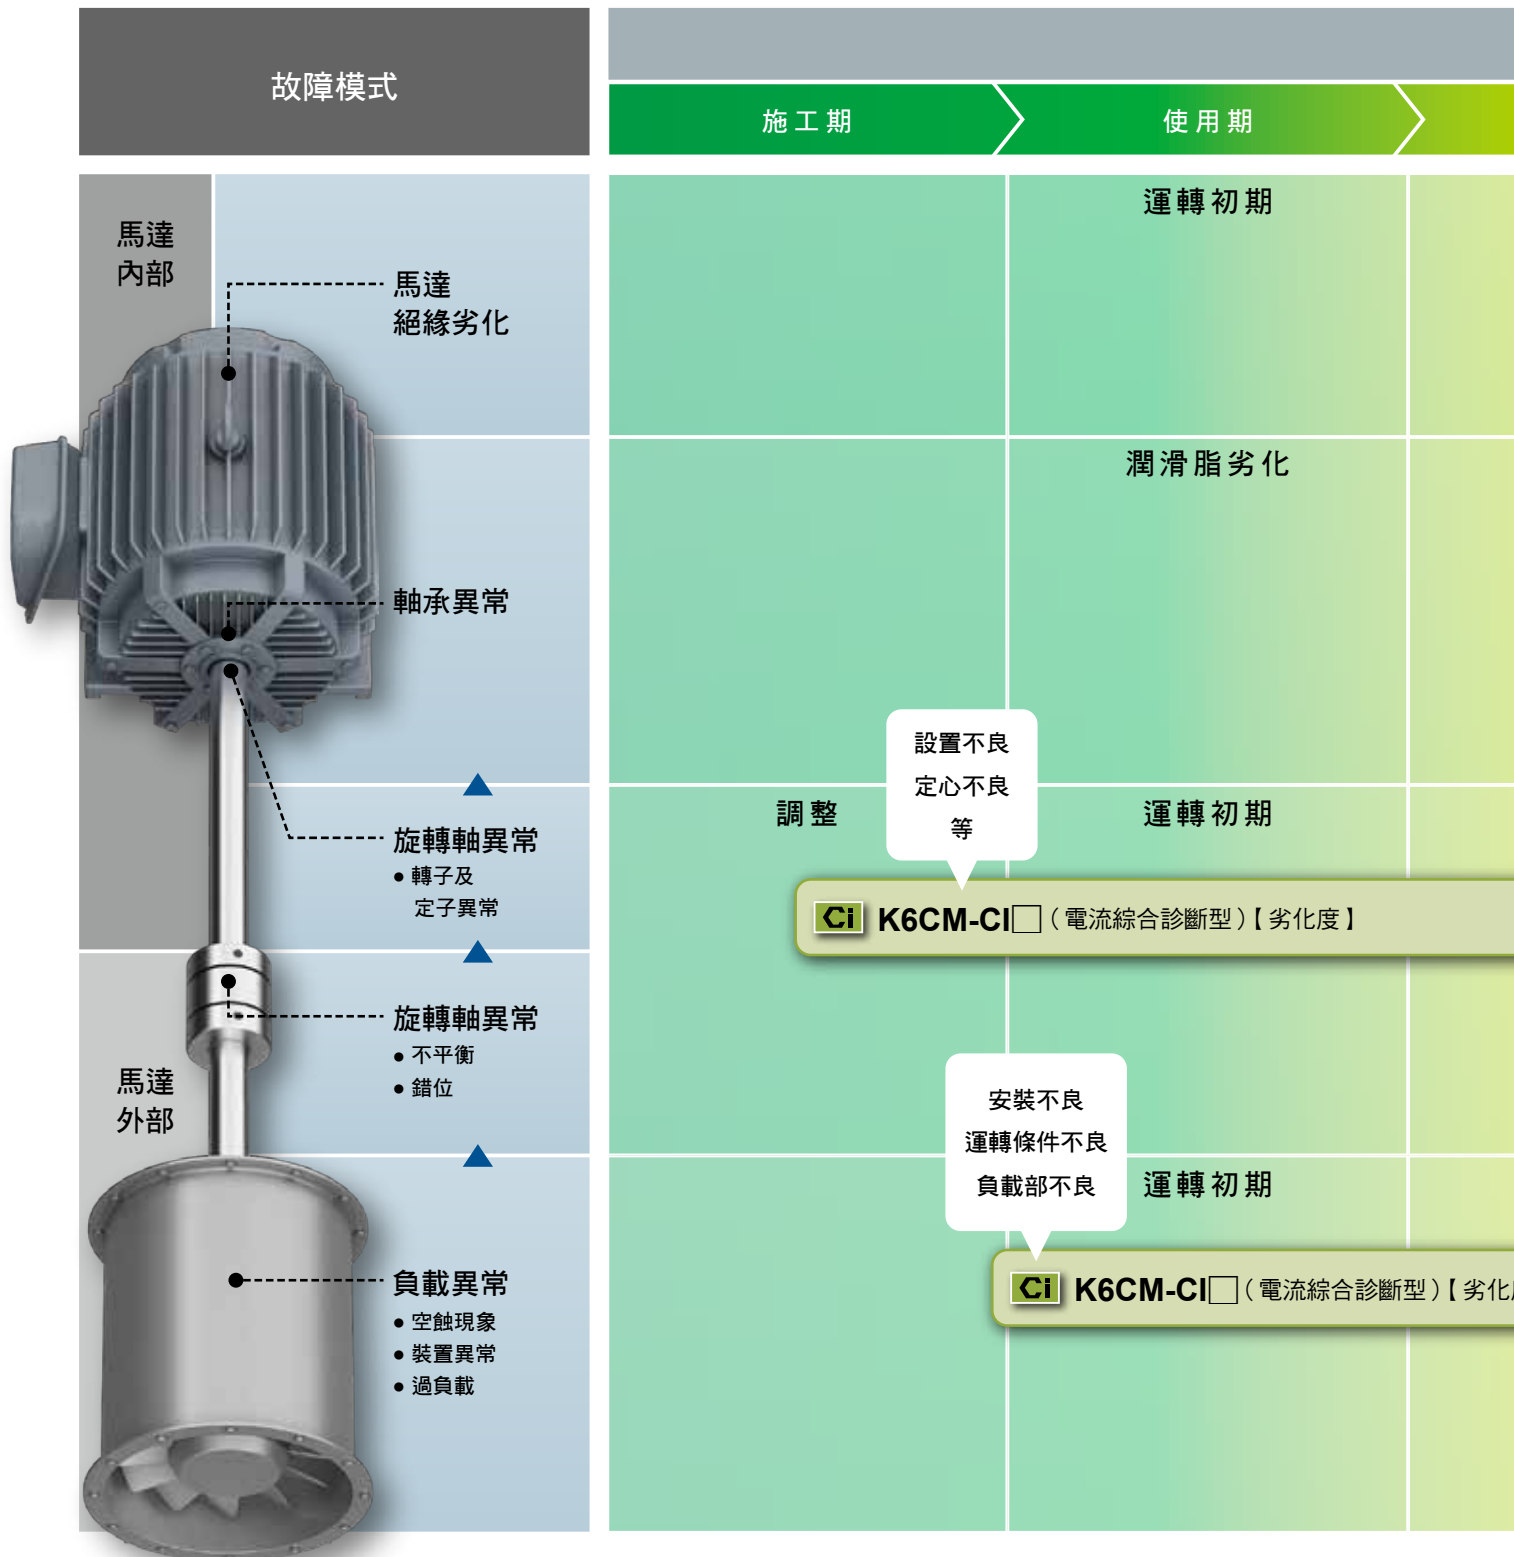 故障模式
施工期
使用期
馬達
內部
馬達
絕緣劣化
運轉初期
潤滑脂劣化
軸承異常
設置不良
定心不良
等
調整
運轉初期
旋轉軸異常
● 轉子及
定子異常
Ci K6CM-CI□（電流綜合診斷型）【劣化度】
旋轉軸異常
● 不平衡
● 錯位
馬達
外部
安裝不良
運轉條件不良
負載部不良
運轉初期
Ci K6CM-CI□（電流綜合診斷型）【劣化
負載異常
● 空蝕現象
● 裝置異常
● 過負載